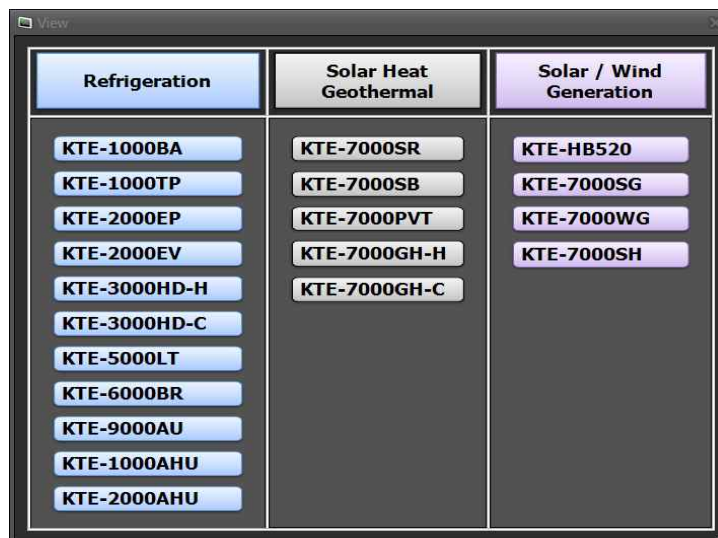 View
Refrigeration
Solar Heat
Geothermal
Solar / Wind
Generation
KTE-1000BA
KTE-1000TP
KTE-2000EP
KTE-2000EV
KTE-3000HD-H
KTE-3000HD-C
KTE-5000LT
KTE-6000BR
KTE-9000AU
KTE-1000AHU
KTE-2000AHU
KTE-7000SR
KTE-7000SB
KTE-7000PVT
KTE-7000GH-H
KTE-7000GH-C
KTE-HB520
KTE-7000SG
KTE-7000WG
KTE-7000SH